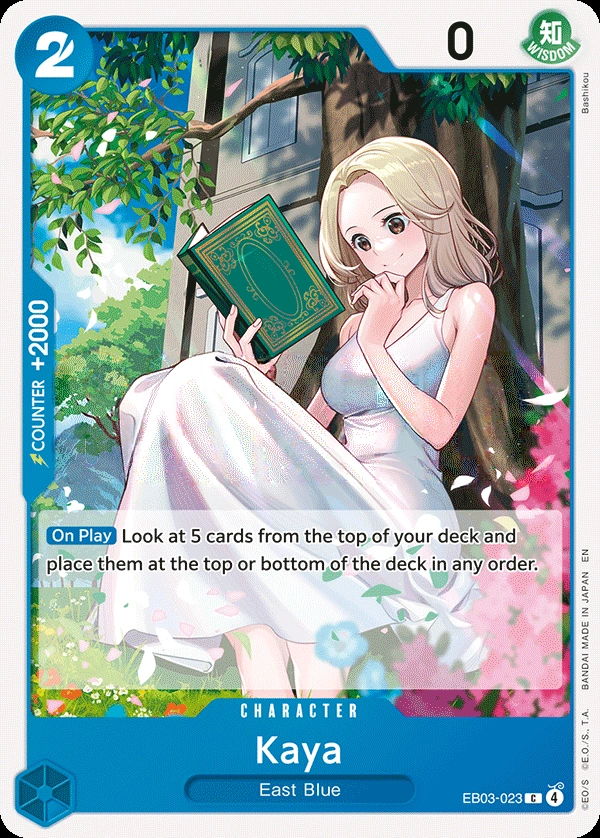 2
0
知
WISDOM
Bashikou
COUNTER +2000
On Play Look at 5 cards from the top of your deck and
place them at the top or bottom of the deck in any order.
CHARACTER
Kaya
East Blue
EB03-023 C 4
©E.O/S ©E.O./S., T.A. BANDAI MADE IN JAPAN EN